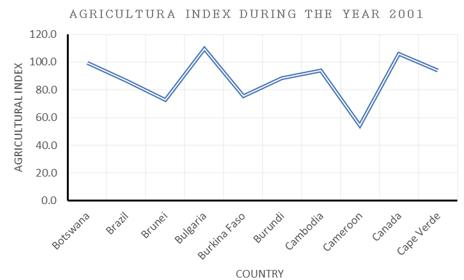 AGRICULTURA INDEX DURING THE YEAR 2001
120.0
100.0
80.0
60.0
40.0
20.0
0.0
AGRICULTURAL INDEX
Botswana
Brazil
Brunei
Bulgaria
Burkina Faso
Burundi
Cambodia
Cameroon
Canada
Cape Verde
COUNTRY